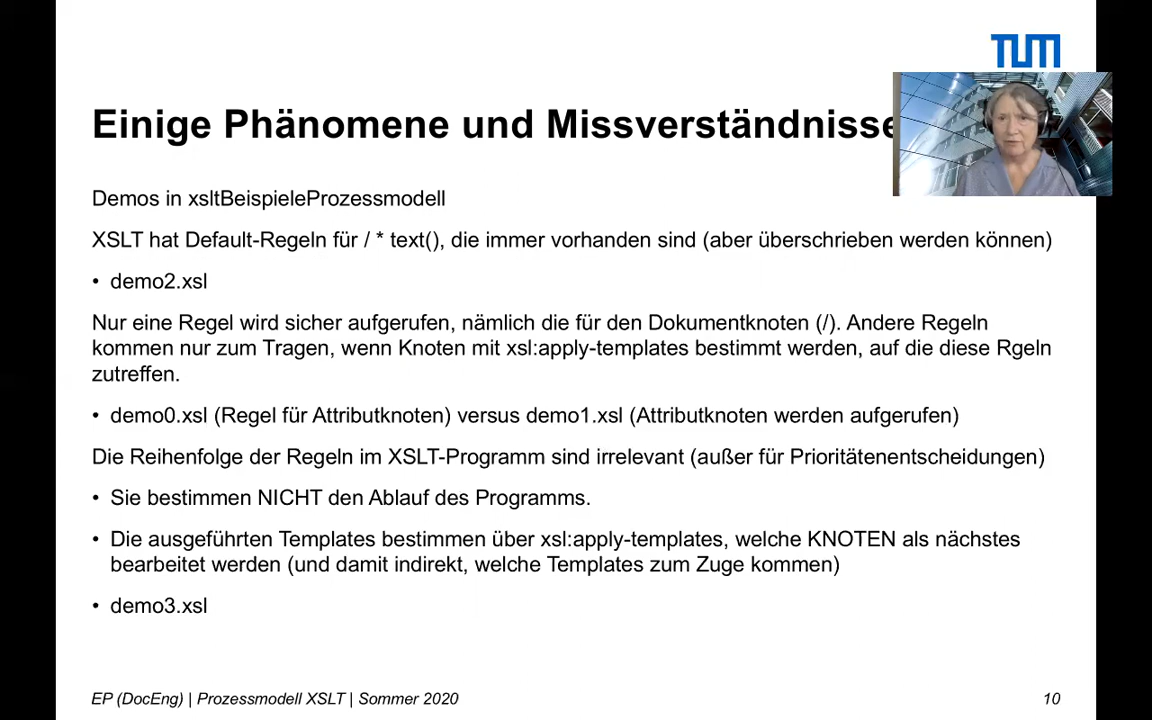 TUM
Einige Phänomene und Missverständnisse
Demos in xsltBeispieleProzessmodell
XSLT hat Default-Regeln für / * text(), die immer vorhanden sind (aber überschrieben werden können)
• demo2.xsl
Nur eine Regel wird sicher aufgerufen, nämlich die für den Dokumentknoten (/). Andere Regeln
kommen nur zum Tragen, wenn Knoten mit xsl:apply-templates bestimmt werden, auf die diese Rgeln
zutreffen.
• demo0.xsl (Regel für Attributknoten) versus demo1.xsl (Attributknoten werden aufgerufen)
Die Reihenfolge der Regeln im XSLT-Programm sind irrelevant (außer für Prioritätenentscheidungen)
• Sie bestimmen NICHT den Ablauf des Programms.
• Die ausgeführten Templates bestimmen über xsl:apply-templates, welche KNOTEN als nächstes
bearbeitet werden (und damit indirekt, welche Templates zum Zuge kommen)
• demo3.xsl
EP (DocEng) | Prozessmodell XSLT | Sommer 2020
10